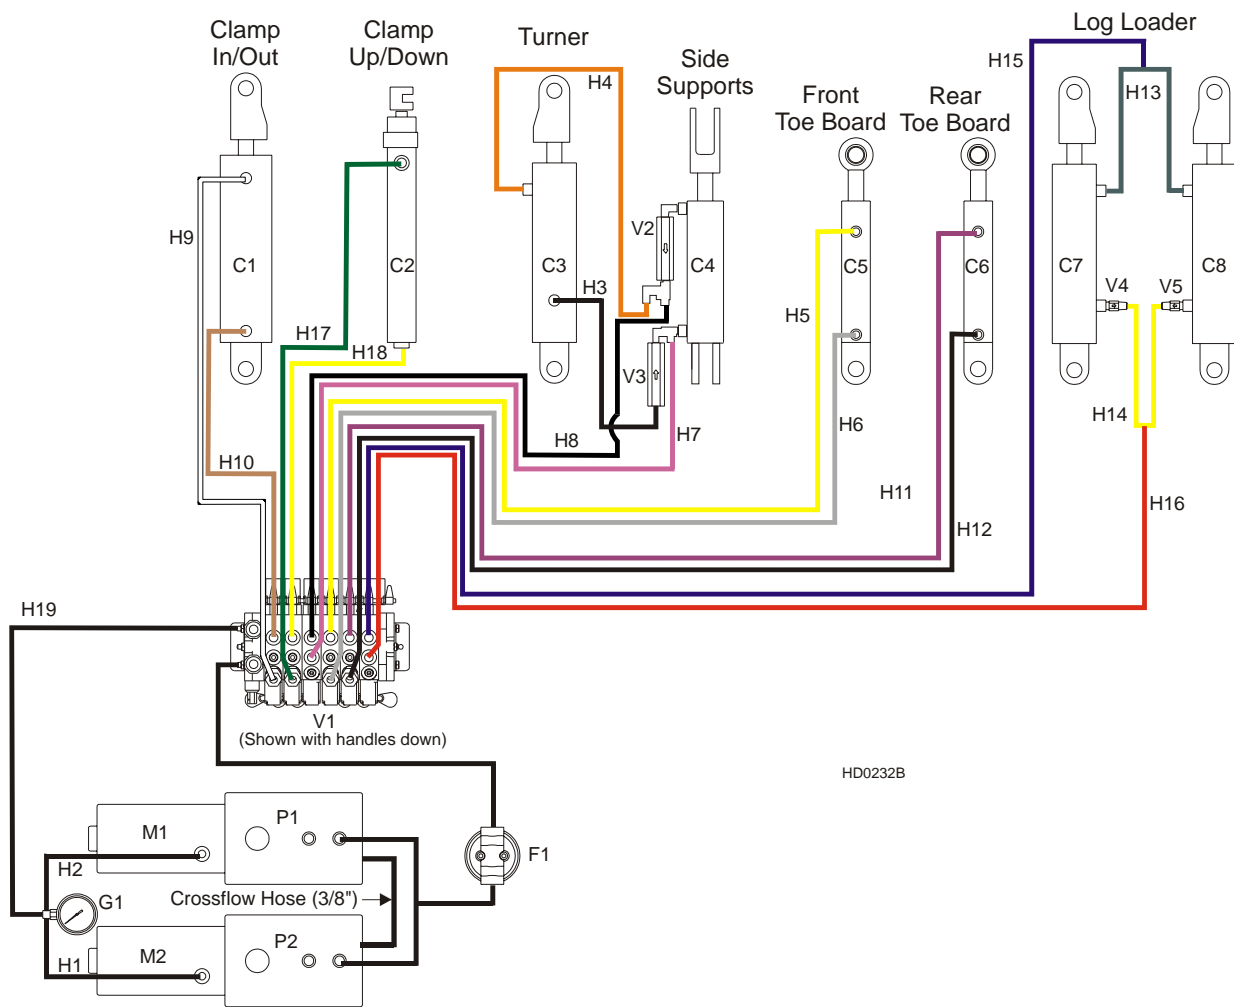 Clamp
In/Out
Clamp
Up/Down
Turner
Side
Supports
Front
Toe Board
Rear
Toe Board
Log Loader
H15
H4
H13
H9
C1
C2
C3
V2
C4
C5
C6
C7
C8
H3
V4
V5
H5
H17
H18
V3
H14
H10
H8
H7
H6
H11
H12
H16
H19
V1
(Shown with handles down)
HD0232B
M1
P1
F1
H2
G1
Crossflow Hose (3/8")
M2
P2
H1